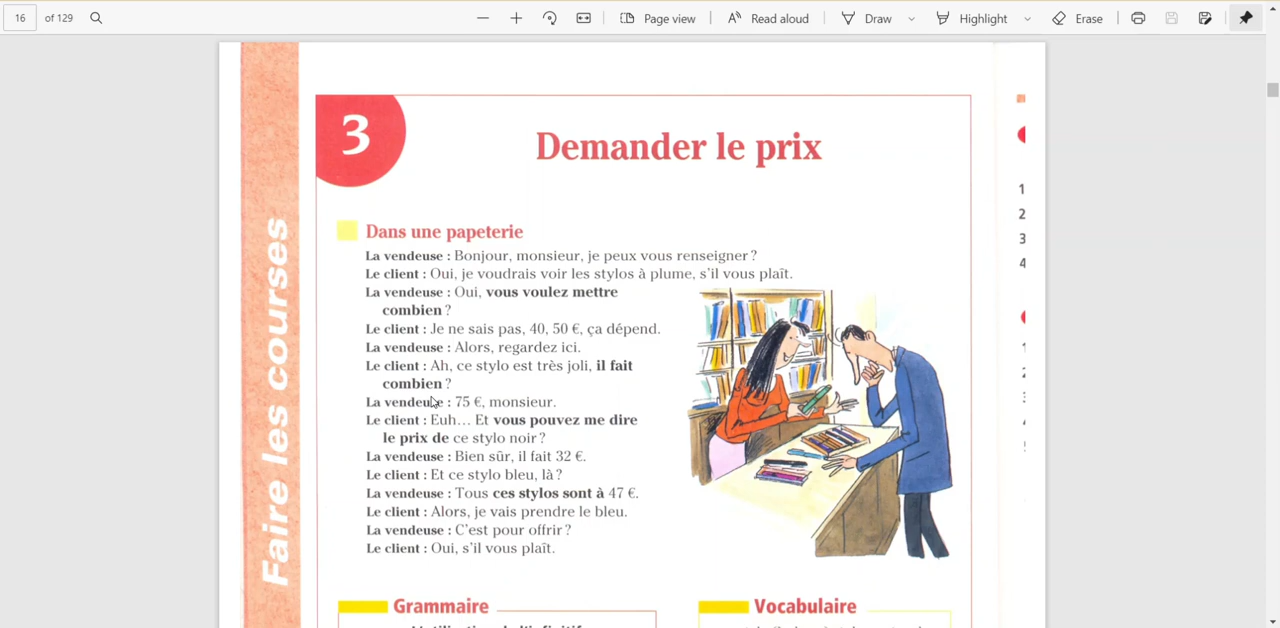 16 of 129 Page view Read aloud Draw Highlight Erase
3
Demander le prix
Faire les courses
Dans une papeterie
La vendeuse : Bonjour, monsieur, je peux vous renseigner ?
Le client : Oui, je voudrais voir les stylos à plume, s'il vous plaît.
La vendeuse : Oui, vous voulez mettre
combien ?
Le client : Je ne sais pas, 40, 50 €, ça dépend.
La vendeuse : Alors, regardez ici.
Le client : Ah, ce stylo est très joli, il fait
combien ?
La vendeuse : 75 €, monsieur.
Le client : Euh... Et vous pouvez me dire
le prix de ce stylo noir ?
La vendeuse : Bien sûr, il fait 32 €.
Le client : Et ce stylo bleu, là ?
La vendeuse : Tous ces stylos sont à 47 €.
Le client : Alors, je vais prendre le bleu.
La vendeuse : C'est pour offrir ?
Le client : Oui, s'il vous plaît.
Grammaire
Vocabulaire
1
2
3
4
1